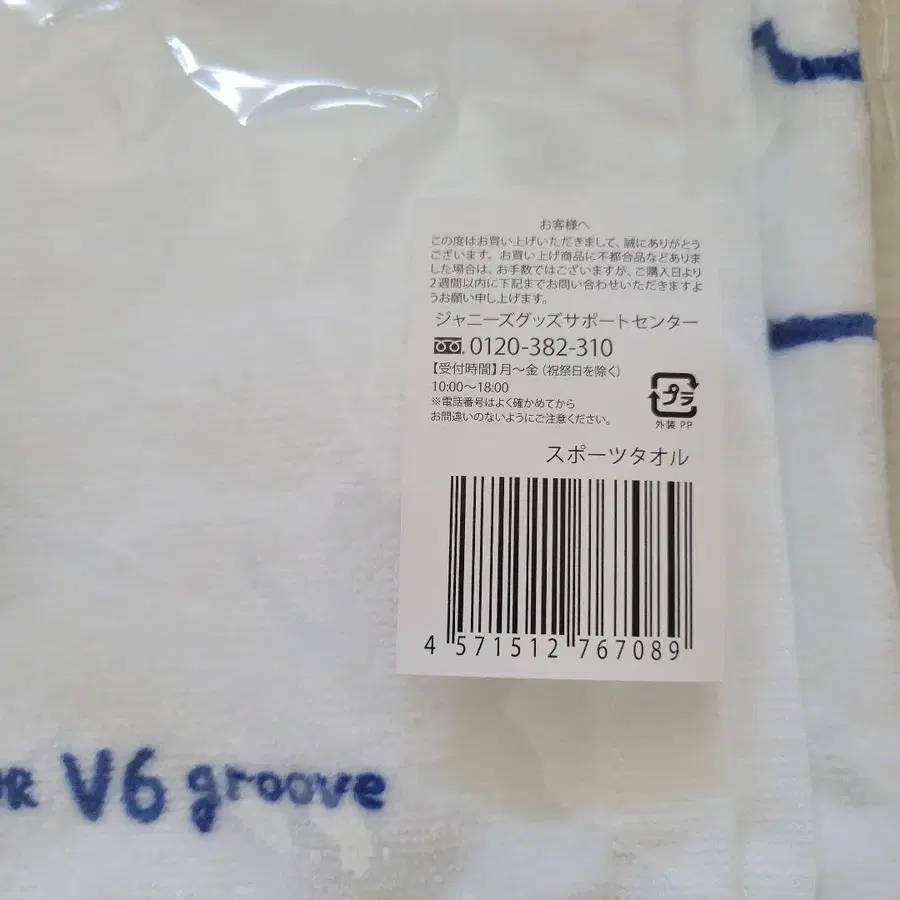 お客様へ
この度はお買い上げいただきまして、誠にありがとう
ございます。お買い上げ商品に不都合品などありま
した場合は、お手数ではございますが、ご購入日より
2週間以内に下記までお問い合わせいただきますよ
うお願い申し上げます。
ジャニーズグッズサポートセンター
0120-382-310
【受付時間】月〜金（祝祭日を除く）
10:00〜18:00
※電話番号はよく確かめてから
お間違いのないようにご注意ください。
プラ
外装 PP
スポーツタオル
4 571512 767089
V6 groove